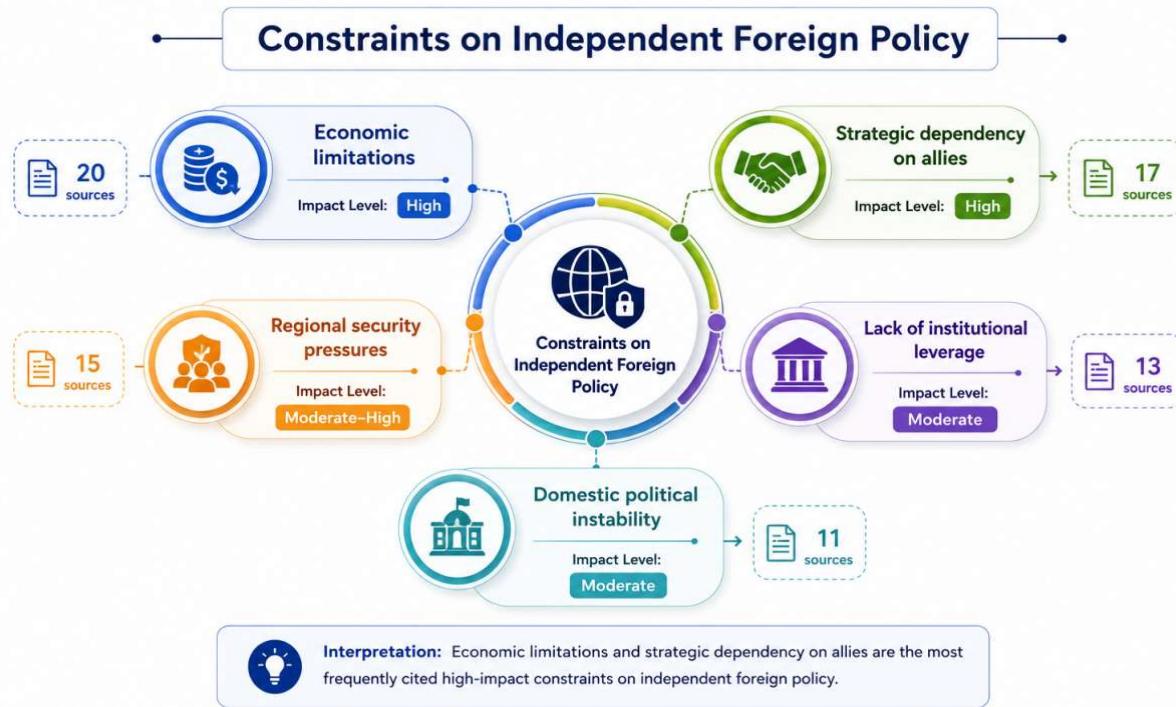 Constraints on Independent Foreign Policy
20
sources
Economic
limitations
Impact Level: High
Strategic dependency
on allies
Impact Level: High
17
sources
15
sources
Regional security
pressures
Impact Level:
Moderate–High
Constraints on
Independent Foreign
Policy
Lack of institutional
leverage
Impact Level:
Moderate
13
sources
Domestic political
instability
Impact Level:
Moderate
11
sources
Interpretation: Economic limitations and strategic dependency on allies are the most
frequently cited high-impact constraints on independent foreign policy.